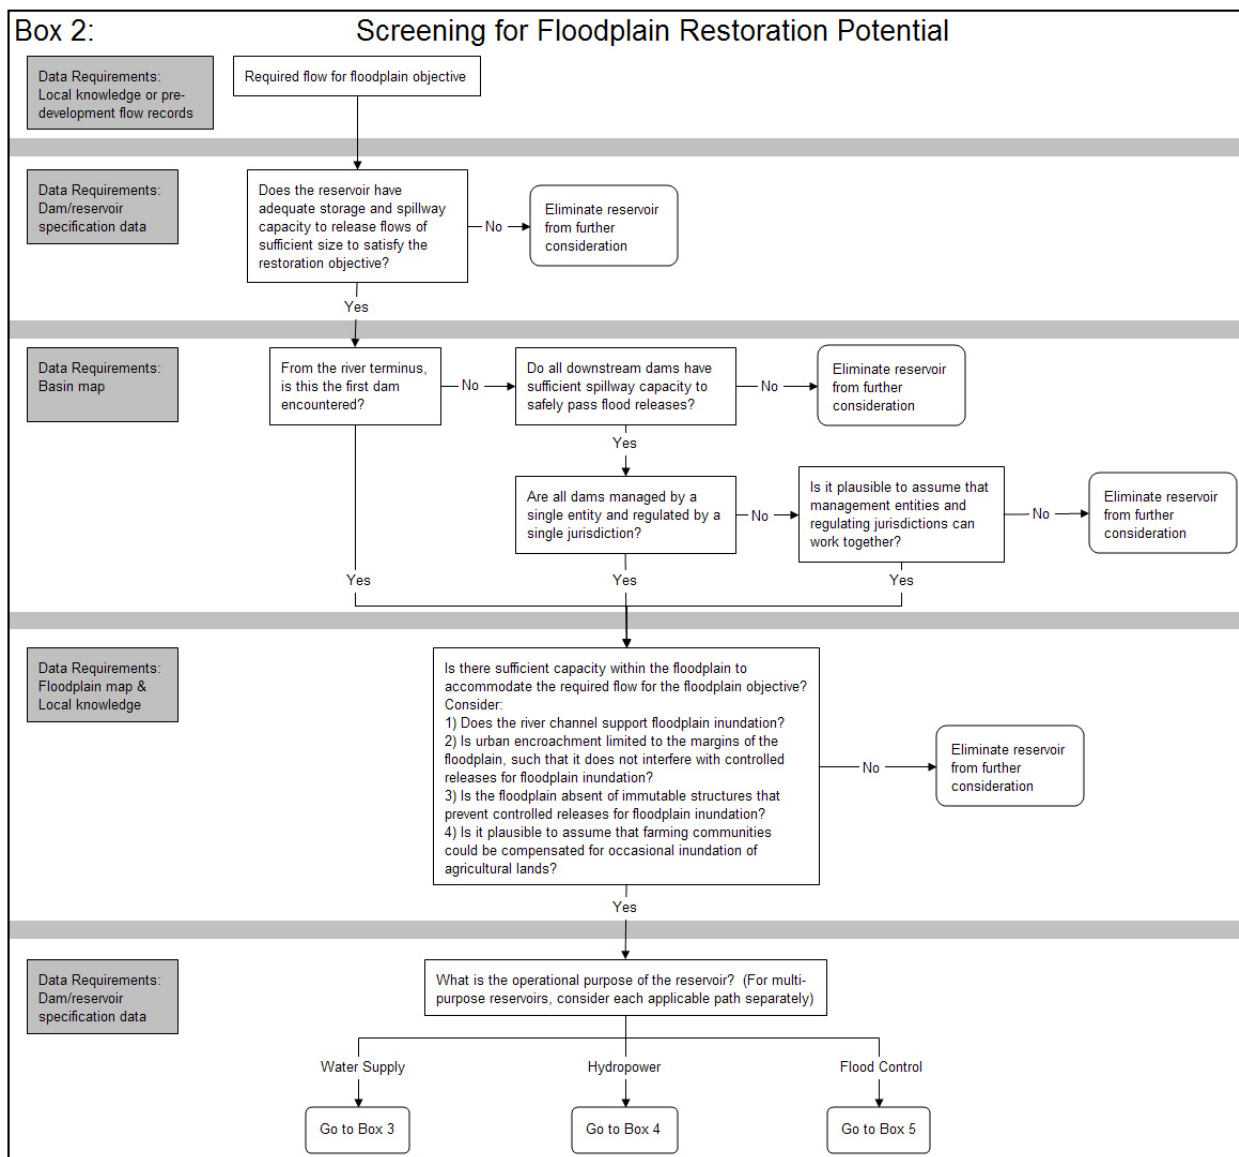 Box 2:
Screening for Floodplain Restoration Potential
Data Requirements:
Local knowledge or pre-
development flow records
Required flow for floodplain objective
Data Requirements:
Dam/reservoir
specification data
Does the reservoir have
adequate storage and spillway
capacity to release flows of
sufficient size to satisfy the
restoration objective?
No
Eliminate reservoir
from further
consideration
Yes
Data Requirements:
Basin map
From the river terminus,
is this the first dam
encountered?
No
Do all downstream dams have
sufficient spillway capacity to
safely pass flood releases?
No
Eliminate reservoir
from further
consideration
Yes
Are all dams managed by a
single entity and regulated by a
single jurisdiction?
No
Is it plausible to assume that
management entities and
regulating jurisdictions can
work together?
No
Eliminate reservoir
from further
consideration
Yes
Yes
Yes
Data Requirements:
Floodplain map &
Local knowledge
Is there sufficient capacity within the floodplain to
accommodate the required flow for the floodplain objective?
Consider:
1) Does the river channel support floodplain inundation?
2) Is urban encroachment limited to the margins of the
floodplain, such that it does not interfere with controlled
releases for floodplain inundation?
3) Is the floodplain absent of immutable structures that
prevent controlled releases for floodplain inundation?
4) Is it plausible to assume that farming communities
could be compensated for occasional inundation of
agricultural lands?
No
Eliminate reservoir
from further
consideration
Yes
Data Requirements:
Dam/reservoir
specification data
What is the operational purpose of the reservoir?  (For multi-
purpose reservoirs, consider each applicable path separately)
Water Supply
Hydropower
Flood Control
Go to Box 3
Go to Box 4
Go to Box 5